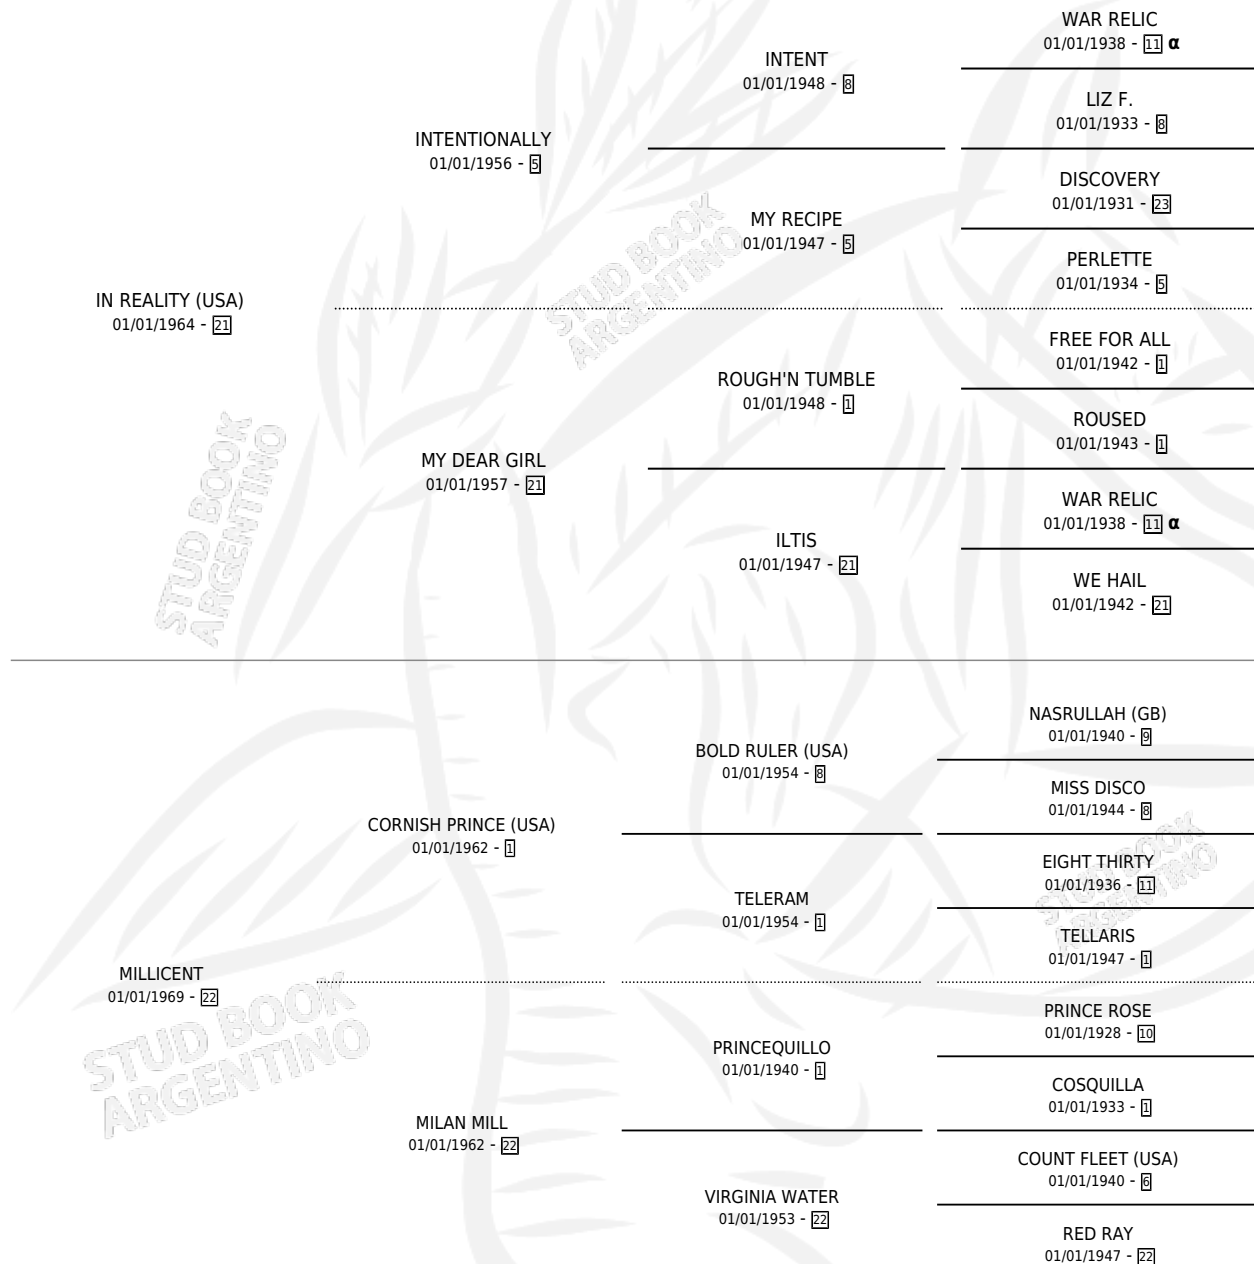 WAR RELIC
01/01/1938 - 11 α
INTENT
01/01/1948 - 8
LIZ F.
01/01/1933 - 8
INTENTIONALLY
01/01/1956 - 5
DISCOVERY
01/01/1931 - 23
MY RECIPE
01/01/1947 - 5
PERLETTE
01/01/1934 - 5
IN REALITY (USA)
01/01/1964 - 21
FREE FOR ALL
01/01/1942 - 1
ROUGH'N TUMBLE
01/01/1948 - 1
ROUSED
01/01/1943 - 1
MY DEAR GIRL
01/01/1957 - 21
WAR RELIC
01/01/1938 - 11 α
ILTIS
01/01/1947 - 21
WE HAIL
01/01/1942 - 21
STUD BOOK
ARGENTINO
STUD BOOK
ARGENTINO
NASRULLAH (GB)
01/01/1940 - 9
BOLD RULER (USA)
01/01/1954 - 8
MISS DISCO
01/01/1944 - 8
CORNISH PRINCE (USA)
01/01/1962 - 1
EIGHT THIRTY
01/01/1936 - 11
TELERAM
01/01/1954 - 1
TELLARIS
01/01/1947 - 1
MILLICENT
01/01/1969 - 22
PRINCE ROSE
01/01/1928 - 10
PRINCEQUILLO
01/01/1940 - 1
COSQUILLA
01/01/1933 - 1
MILAN MILL
01/01/1962 - 22
COUNT FLEET (USA)
01/01/1940 - 6
VIRGINIA WATER
01/01/1953 - 22
RED RAY
01/01/1947 - 22
STUD BOOK
ARGENTINO
STUD BOOK
ARGENTINO